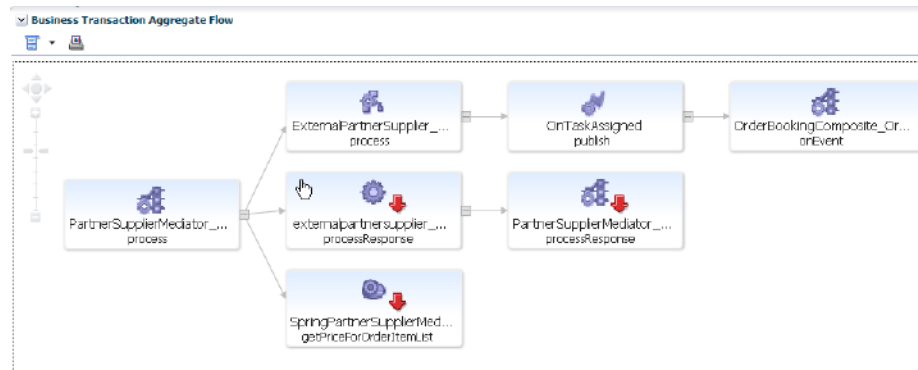 Business Transaction Aggregate Flow
ExternalPartnerSupplier_...
process
OnTaskAssigned
publish
OrderBookingComposite_Or...
onEvent
PartnerSupplierMediator_...
process
externalpartnersupplier_...
processResponse
PartnerSupplierMediator_...
processResponse
SpringPartnerSupplierMed...
getPriceForOrderItemList